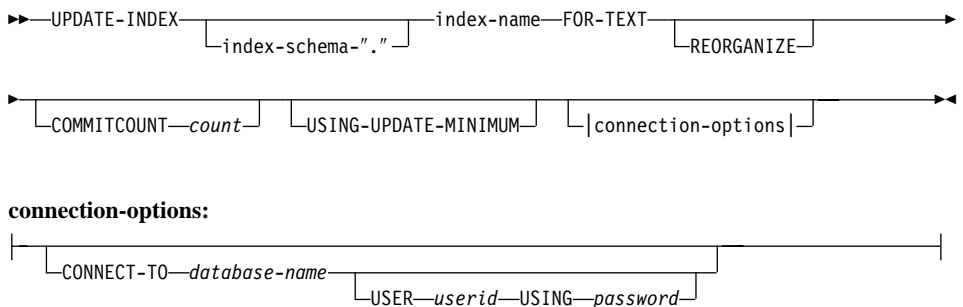 UPDATE-INDEX index-name FOR-TEXT
index-schema-"." REORGANIZE
COMMITCOUNT count USING-UPDATE-MINIMUM |connection-options|
connection-options:
CONNECT-TO database-name
USER userid USING password